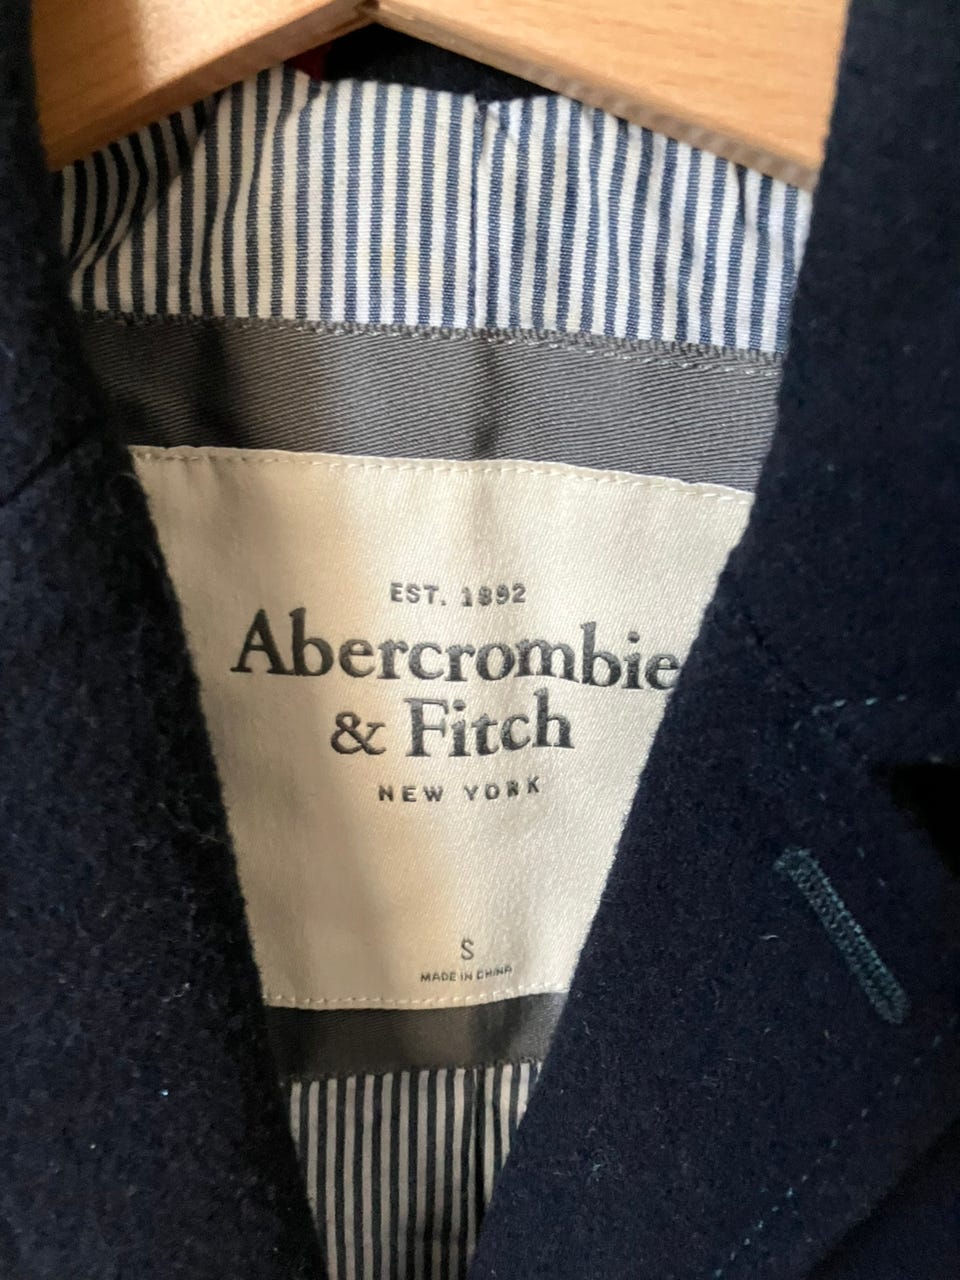 EST. 1892
Abercrombie
& Fitch
NEW YORK
S
MADE IN CHINA